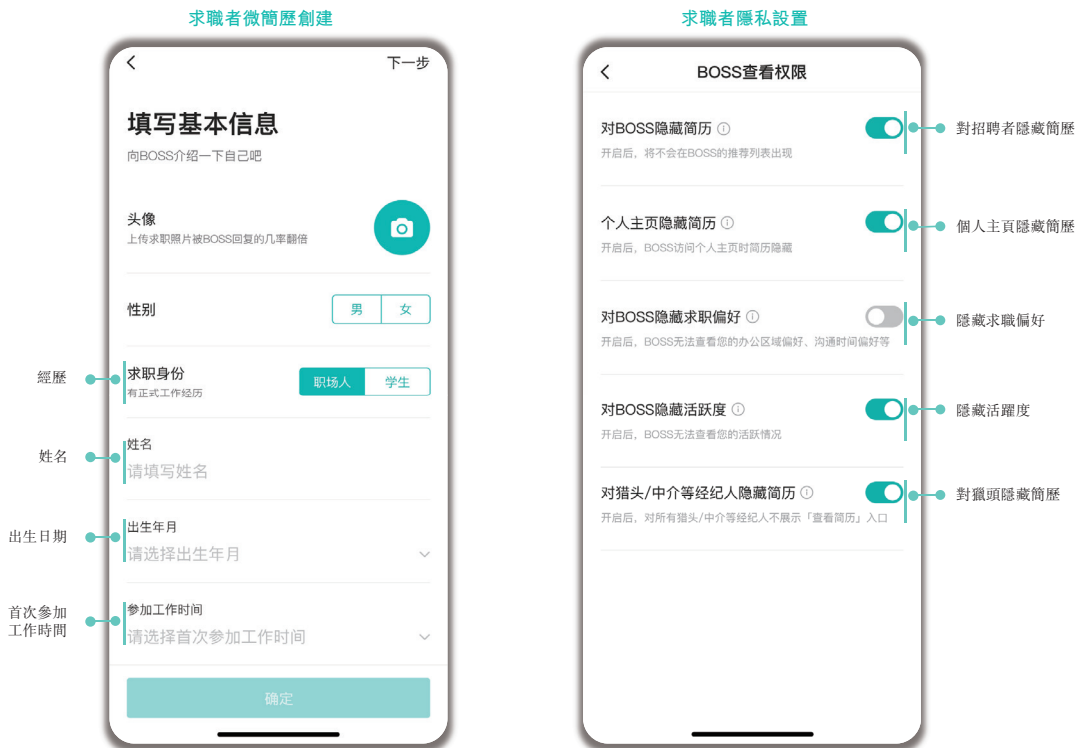 求職者微簡歷創建
下一步
填写基本信息
向BOSS介绍一下自己吧
头像
上传求职照片被BOSS回复的几率翻倍
性别
男
女
經歷
求职身份
有正式工作经历
职场人
学生
姓名
姓名
请填写姓名
出生日期
出生年月
请选择出生年月
首次參加
工作時間
参加工作时间
请选择首次参加工作时间
确定
求職者隱私設置
BOSS查看权限
对BOSS隐藏简历
开启后，将不会在BOSS的推荐列表出现
對招聘者隱藏簡歷
个人主页隐藏简历
开启后，BOSS访问个人主页时简历隐藏
個人主頁隱藏簡歷
对BOSS隐藏求职偏好
开启后，BOSS无法查看您的办公区域偏好、沟通时间偏好等
隱藏求職偏好
对BOSS隐藏活跃度
开启后，BOSS无法查看您的活跃情况
隱藏活躍度
对猎头/中介等经纪人隐藏简历
开启后，对所有猎头/中介等经纪人不展示「查看简历」入口
對獵頭隱藏簡歷